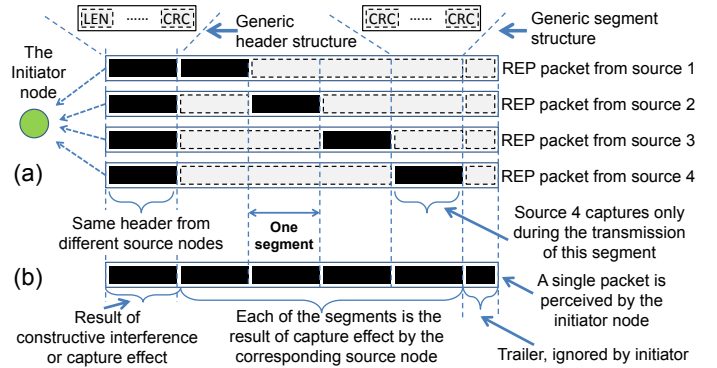 LEN ...... CRC
Generic
header structure
CRC ...... CRC
Generic segment
structure
The
Initiator
node
REP packet from source 1
REP packet from source 2
REP packet from source 3
REP packet from source 4
(a)
Same header from
different source nodes
One
segment
Source 4 captures only
during the transmission
of this segment
(b)
Result of
constructive interference
or capture effect
Each of the segments is the
result of capture effect by the
corresponding source node
A single packet is
perceived by the
initiator node
Trailer, ignored by initiator